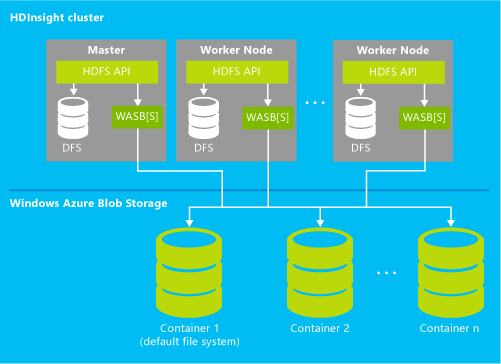 HDInsight cluster
Master
Worker Node
Worker Node
HDFS API
HDFS API
HDFS API
...
WASB[S]
WASB[S]
WASB[S]
DFS
DFS
DFS
Windows Azure Blob Storage
...
Container 1
(default file system)
Container 2
Container n